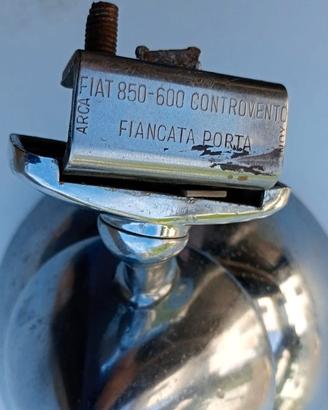 FIAT 850-600 CONTROVENTO
FIANCATA PORTA
ARCA